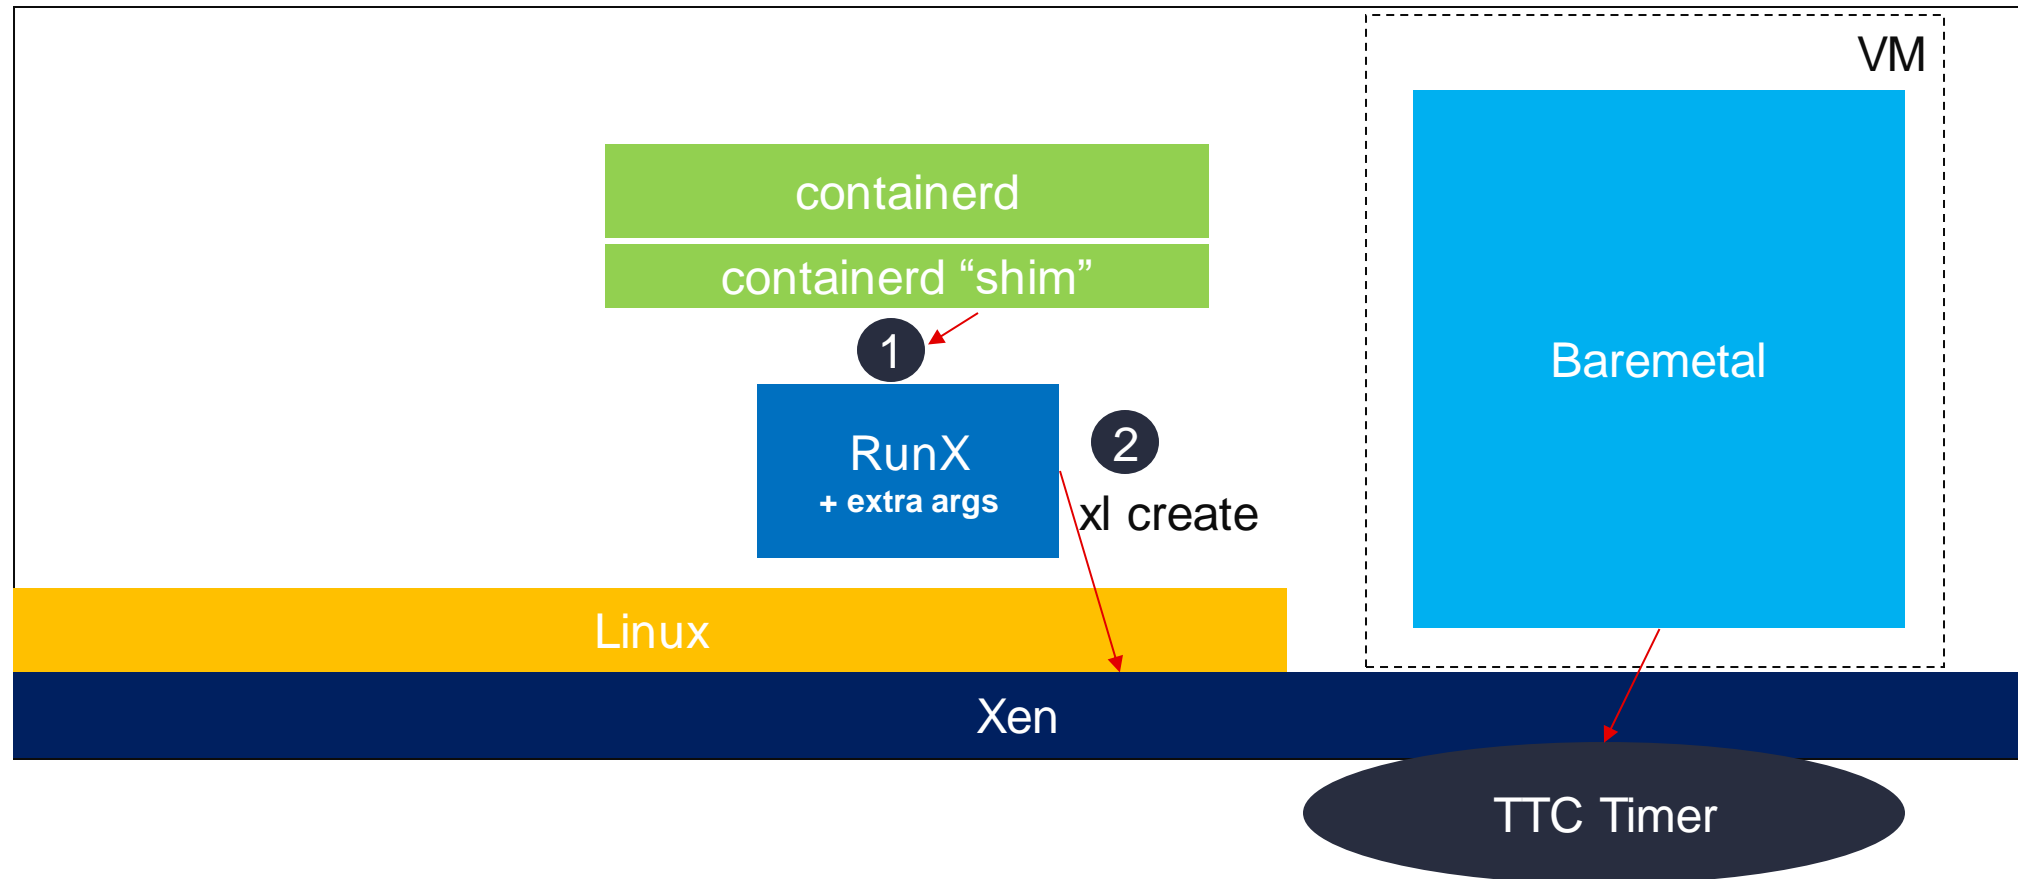 VM
containerd
containerd “shim”
1
Baremetal
RunX
+ extra args
2
xl create
Linux
Xen
TTC Timer